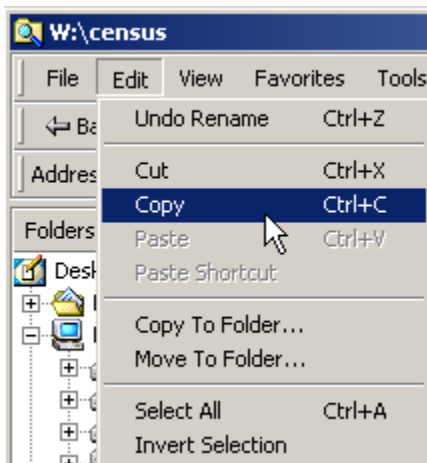 W:\census
File Edit View Favorites Tools
Undo Rename Ctrl+Z
Cut Ctrl+X
Addres
Copy Ctrl+C
Folders
Paste Ctrl+V
Paste Shortcut
Copy To Folder...
Move To Folder...
Select All Ctrl+A
Invert Selection